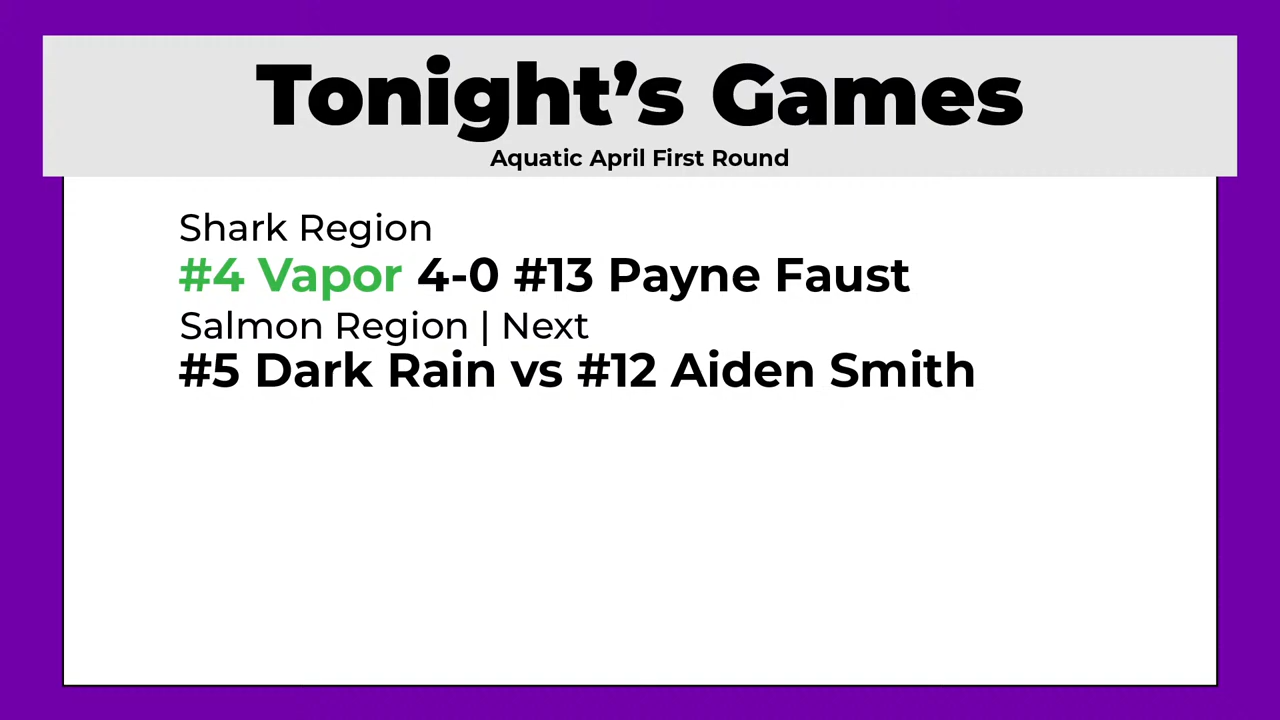 Tonight’s Games
Aquatic April First Round
Shark Region
#4 Vapor 4-0 #13 Payne Faust
Salmon Region | Next
#5 Dark Rain vs #12 Aiden Smith